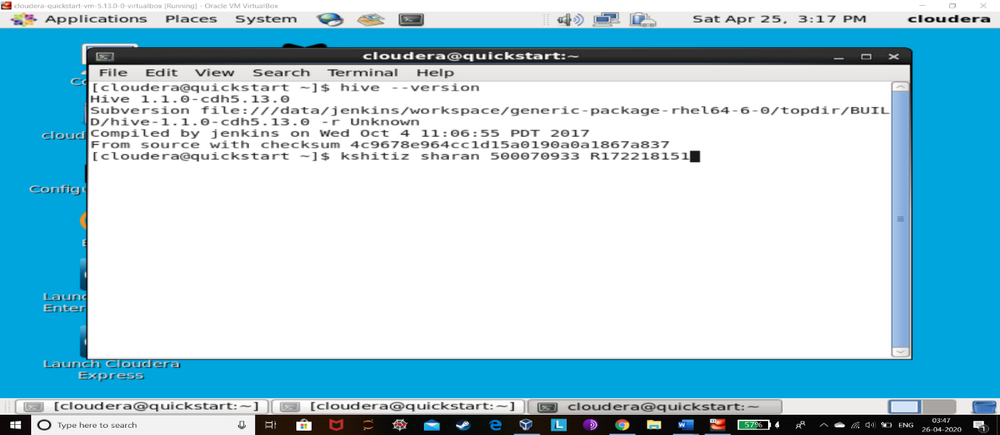 cloudera-quickstart-vm-5.13.0-0-virtualbox [Running] - Oracle VM VirtualBox
Applications Places System Sat Apr 25, 3:17 PM cloudera
cloudera@quickstart:~
File Edit View Search Terminal Help
[cloudera@quickstart ~]$ hive --version
Hive 1.1.0-cdh5.13.0
Subversion file:///data/jenkins/workspace/generic-package-rhel64-6-0/topdir/BUIL
D/hive-1.1.0-cdh5.13.0 -r Unknown
Compiled by jenkins on Wed Oct 4 11:06:55 PDT 2017
From source with checksum 4c9678e964cc1d15a0190a0a1867a837
[cloudera@quickstart ~]$ kshitiz sharan 500070933 R172218151
Launch Cloudera
Express
[cloudera@quickstart:~] [cloudera@quickstart:~] cloudera@quickstart:~
Type here to search 57% ENG 03:47
26-04-2020 1